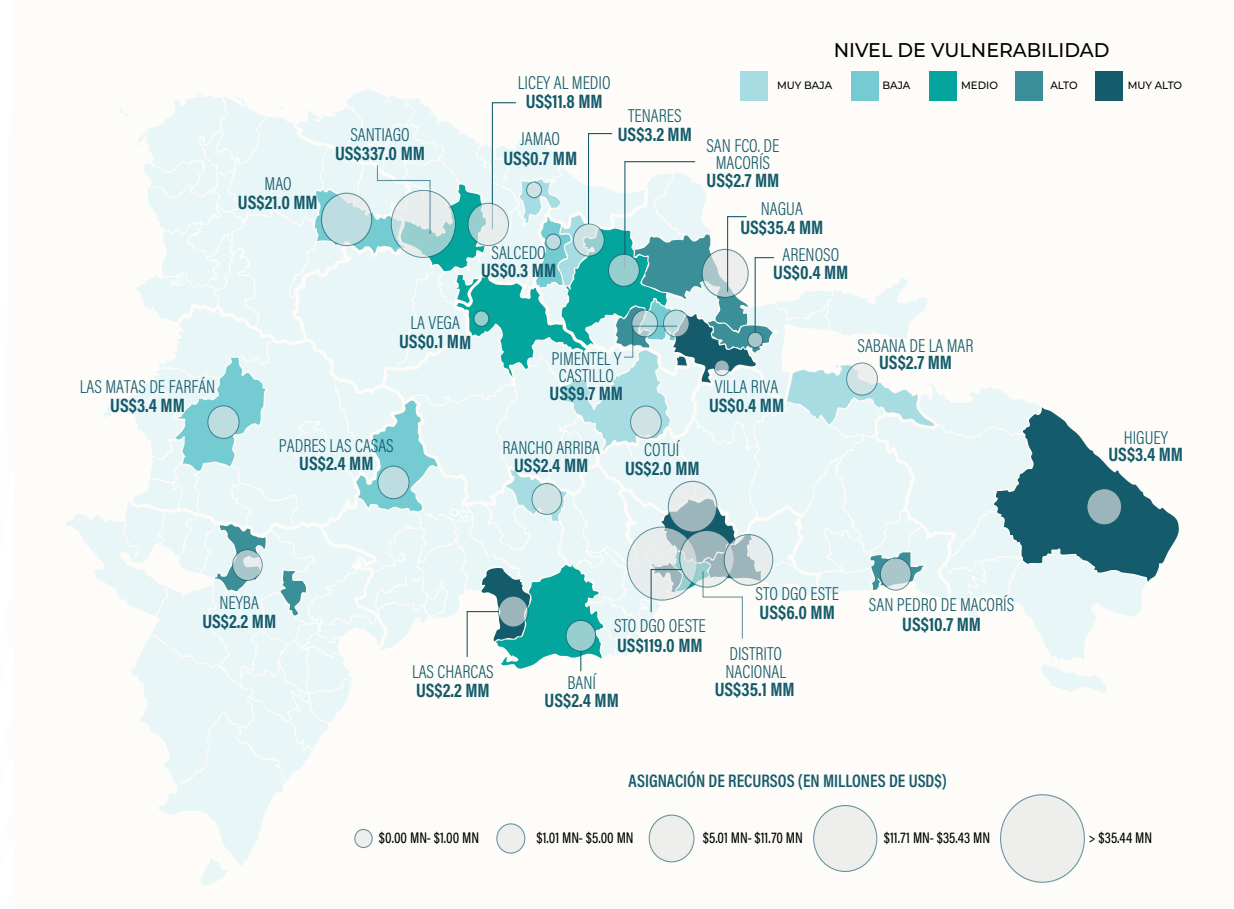 NIVEL DE VULNERABILIDAD
MUY BAJA
BAJA
MEDIO
ALTO
MUY ALTO
LICEY AL MEDIO
US$11.8 MM
TENARES
US$3.2 MM
SANTIAGO
US$337.0 MM
JAMAO
US$0.7 MM
SAN FCO. DE
MACORÍS
US$2.7 MM
MAO
US$21.0 MM
NAGUA
US$35.4 MM
SALCEDO
US$0.3 MM
ARENOSO
US$0.4 MM
LA VEGA
US$0.1 MM
PIMENTEL Y
CASTILLO
US$9.7 MM
SABANA DE LA MAR
US$2.7 MM
VILLA RIVA
US$0.4 MM
LAS MATAS DE FARFÁN
US$3.4 MM
PADRES LAS CASAS
US$2.4 MM
RANCHO ARRIBA
US$2.4 MM
COTUÍ
US$2.0 MM
HIGUEY
US$3.4 MM
NEYBA
US$2.2 MM
STO DGO ESTE
US$6.0 MM
SAN PEDRO DE MACORÍS
US$10.7 MM
STO DGO OESTE
US$119.0 MM
DISTRITO
NACIONAL
US$35.1 MM
LAS CHARCAS
US$2.2 MM
BANÍ
US$2.4 MM
ASIGNACIÓN DE RECURSOS (EN MILLONES DE USD$)
$0.00 MN- $1.00 MN
$1.01 MN- $5.00 MN
$5.01 MN- $11.70 MN
$11.71 MN- $35.43 MN
> $35.44 MN